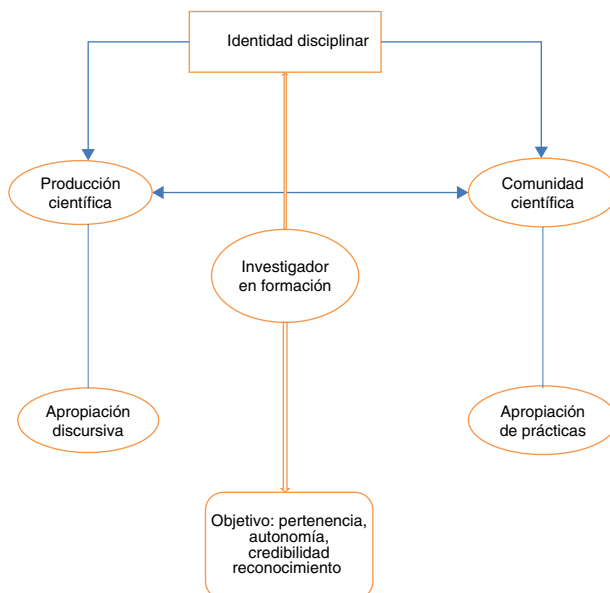 Identidad disciplinar
Producción
científica
Comunidad
científica
Investigador
en formación
Apropiación
discursiva
Apropiación
de prácticas
Objetivo: pertenencia,
autonomía,
credibilidad
reconocimiento